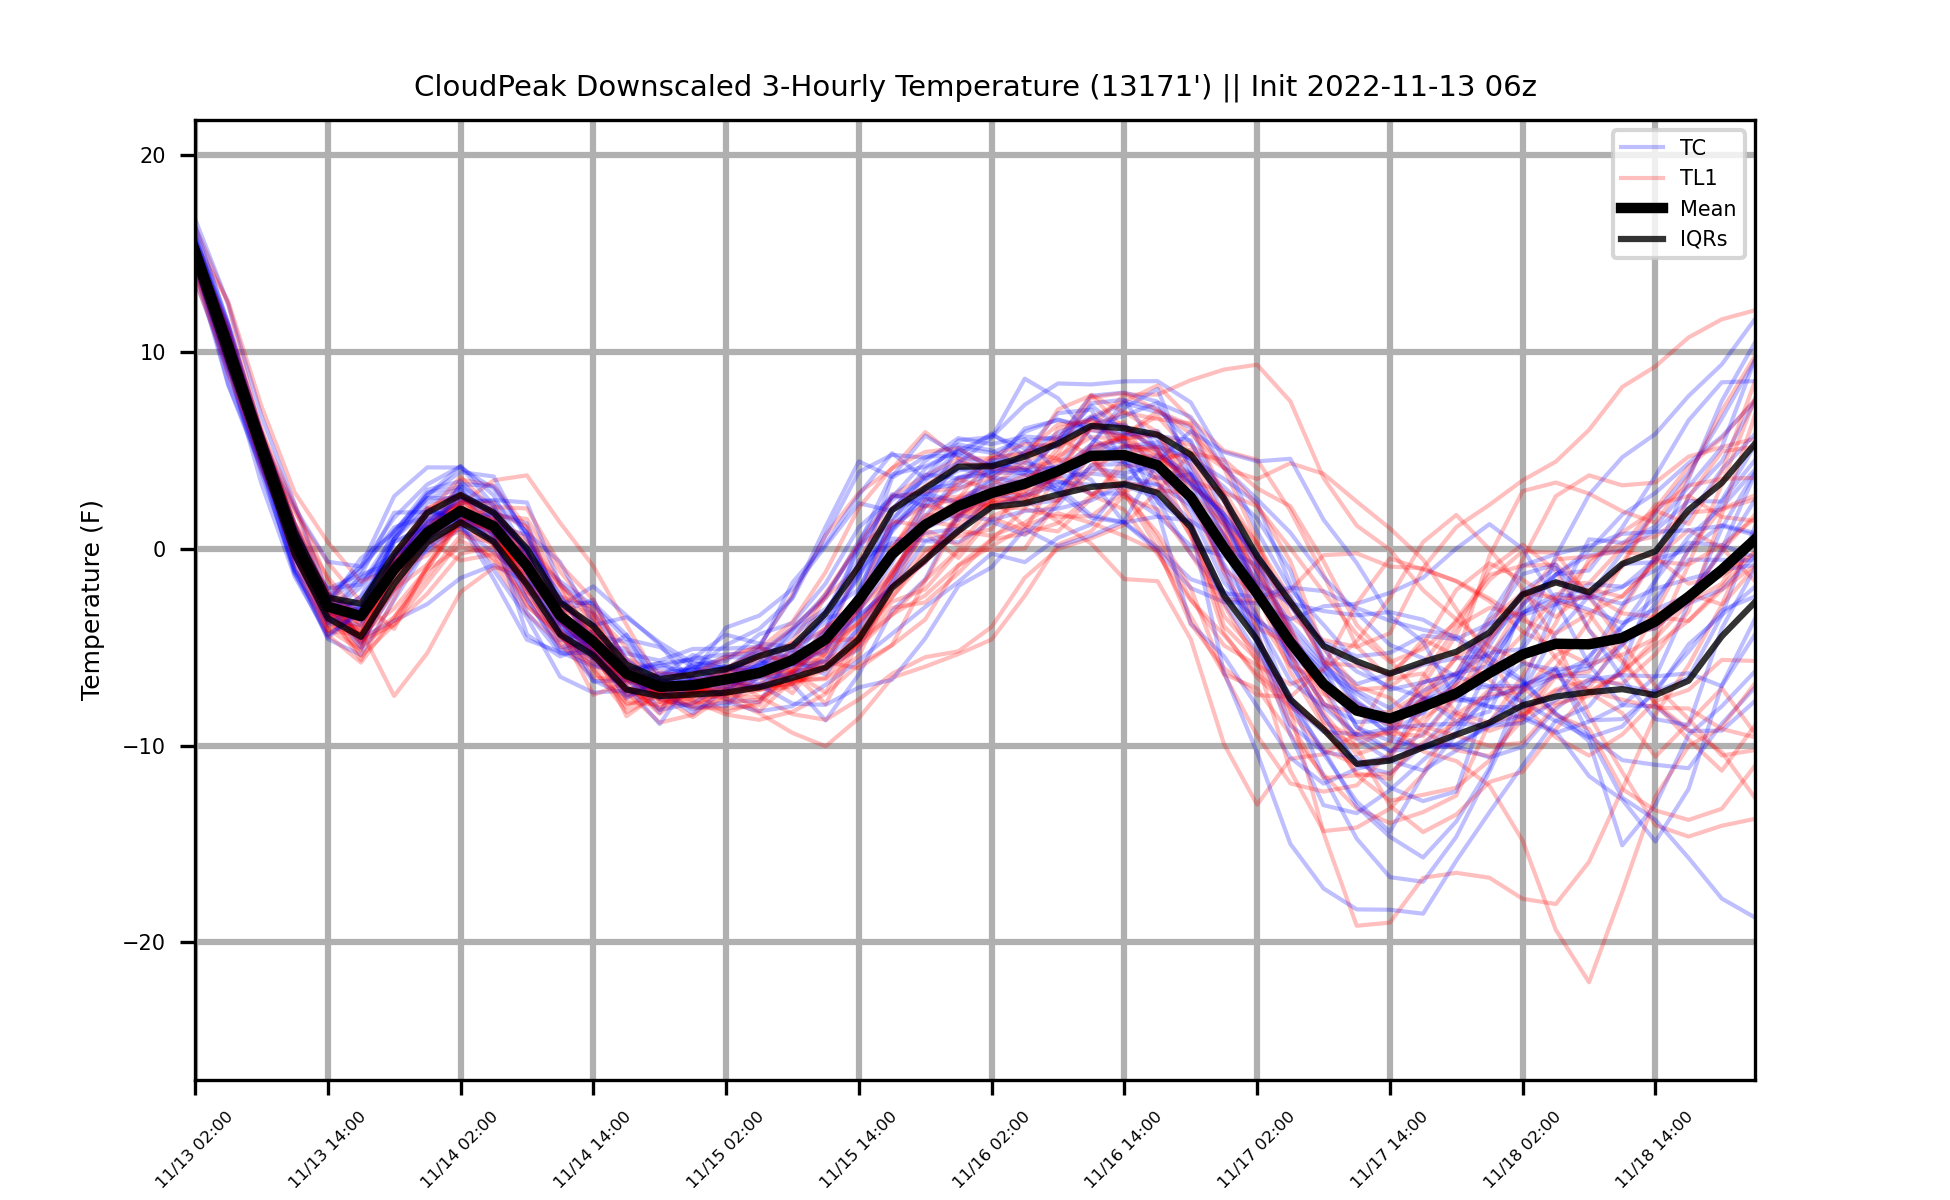 CloudPeak Downscaled 3-Hourly Temperature (13171') || Init 2022-11-13 06z
TC
TL1
Mean
IQRs
Temperature (F)
20
10
0
−10
−20
11/13 02:00
11/13 14:00
11/14 02:00
11/14 14:00
11/15 02:00
11/15 14:00
11/16 02:00
11/16 14:00
11/17 02:00
11/17 14:00
11/18 02:00
11/18 14:00